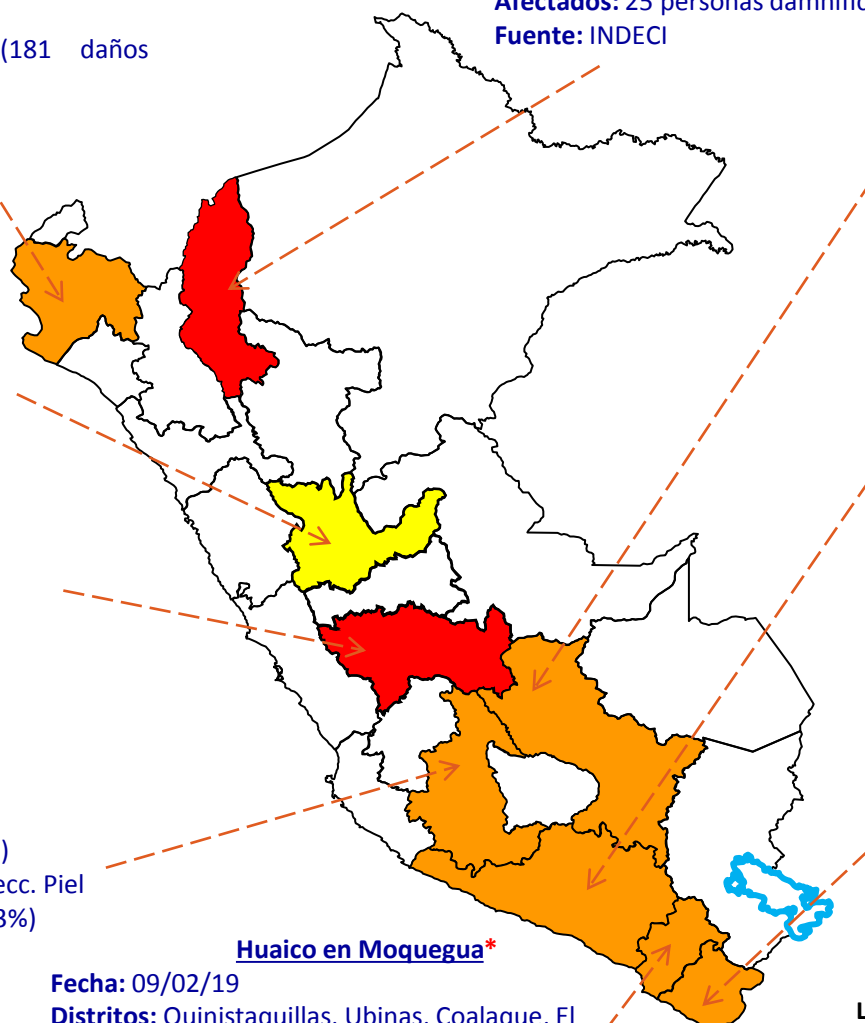 Afectados: 25 personas damnific
Fuente: INDECI
(181 daños
)
ecc. Piel
3%)
Huaico en Moquegua*
Fecha: 09/02/19
Distritos: Quinistaquillas, Ubinas, Coalaque, El
L